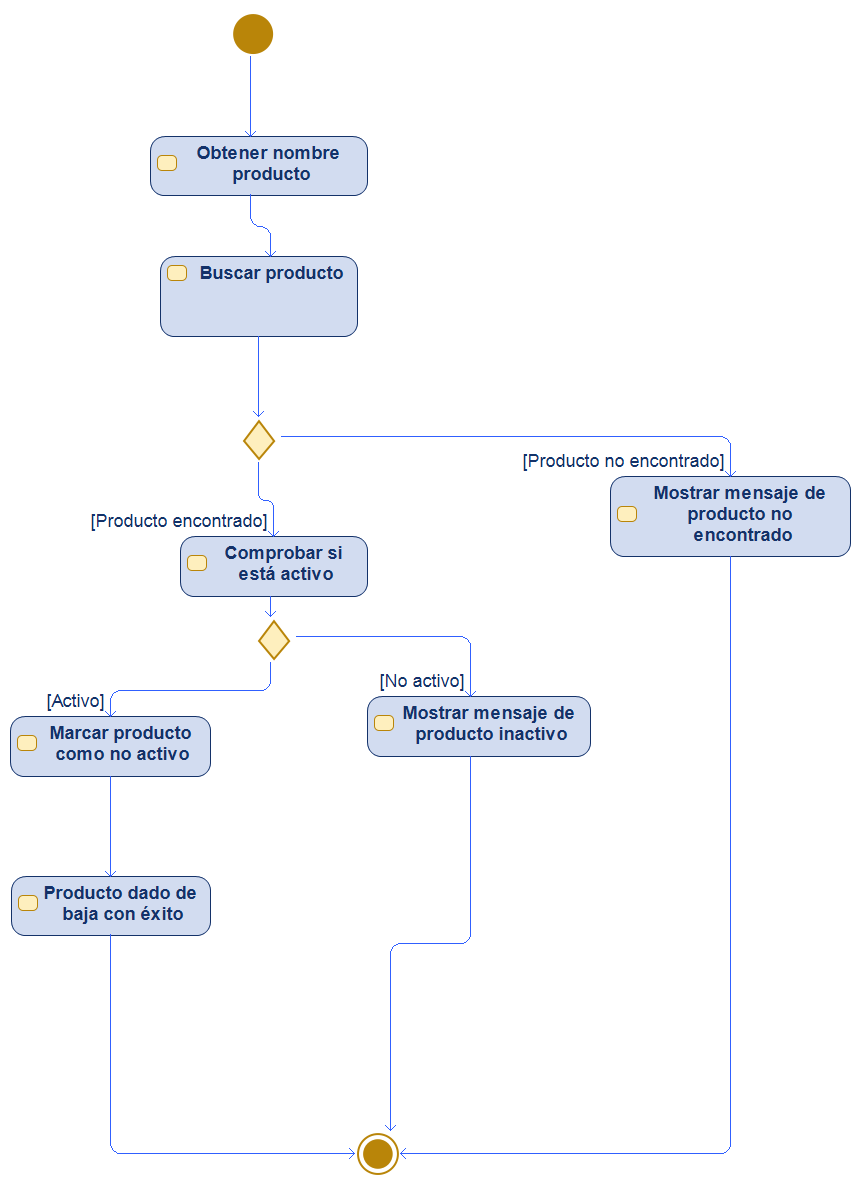 Obtener nombre
producto
Buscar producto
[Producto no encontrado]
Mostrar mensaje de
producto no
encontrado
[Producto encontrado]
Comprobar si
está activo
[No activo]
Mostrar mensaje de
producto inactivo
[Activo]
Marcar producto
como no activo
Producto dado de
baja con éxito